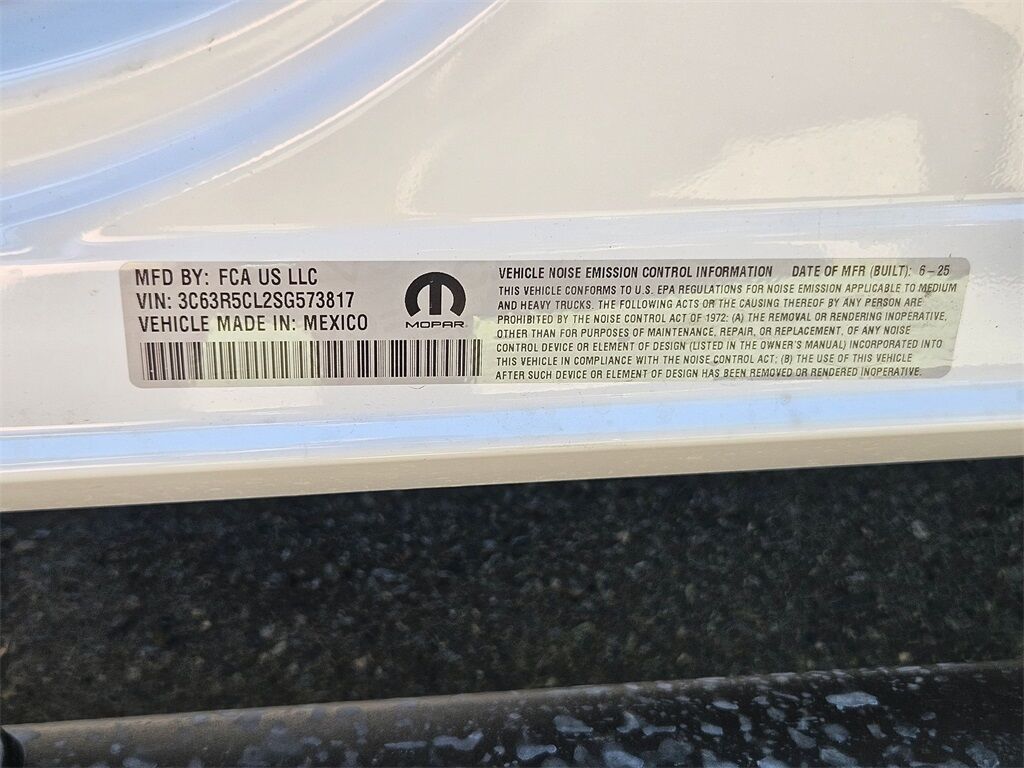 MFD BY: FCA US LLC
VIN: 3C63R5CL2SG573817
VEHICLE MADE IN: MEXICO
MOPAR
VEHICLE NOISE EMISSION CONTROL INFORMATION DATE OF MFR (BUILT): 6-25
THIS VEHICLE CONFORMS TO U.S. EPA REGULATIONS FOR NOISE EMISSION APPLICABLE TO MEDIUM
AND HEAVY TRUCKS. THE FOLLOWING ACTS OR THE CAUSING THEREOF BY ANY PERSON ARE
PROHIBITED BY THE NOISE CONTROL ACT OF 1972: (A) THE REMOVAL OR RENDERING INOPERATIVE,
OTHER THAN FOR PURPOSES OF MAINTENANCE, REPAIR, OR REPLACEMENT, OF ANY NOISE
CONTROL DEVICE OR ELEMENT OF DESIGN (LISTED IN THE OWNER'S MANUAL) INCORPORATED INTO
THIS VEHICLE IN COMPLIANCE WITH THE NOISE CONTROL ACT; (B) THE USE OF THIS VEHICLE
AFTER SUCH DEVICE OR ELEMENT OF DESIGN HAS BEEN REMOVED OR RENDERED INOPERATIVE.